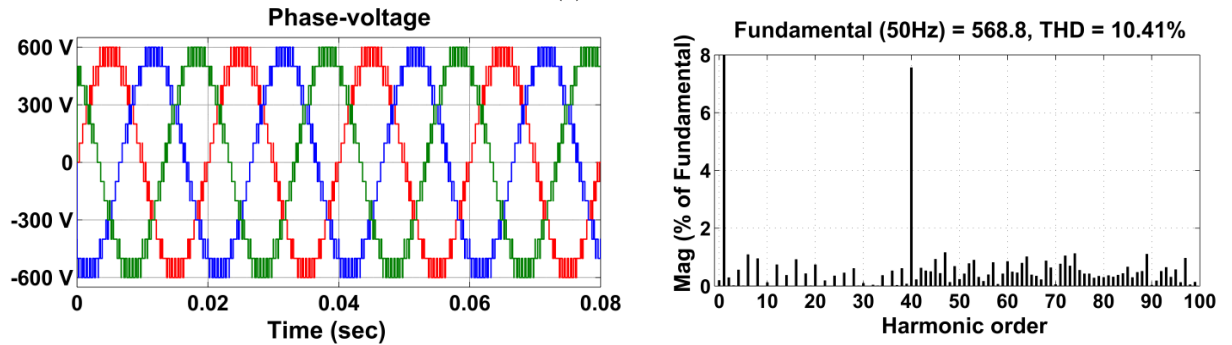 Phase-voltage
600 V
300 V
0
-300 V
-600 V
0 0.02 0.04 0.06 0.08
Time (sec)
Fundamental (50Hz) = 568.8, THD = 10.41%
Mag (% of Fundamental)
8
6
4
2
0
0 10 20 30 40 50 60 70 80 90 100
Harmonic order